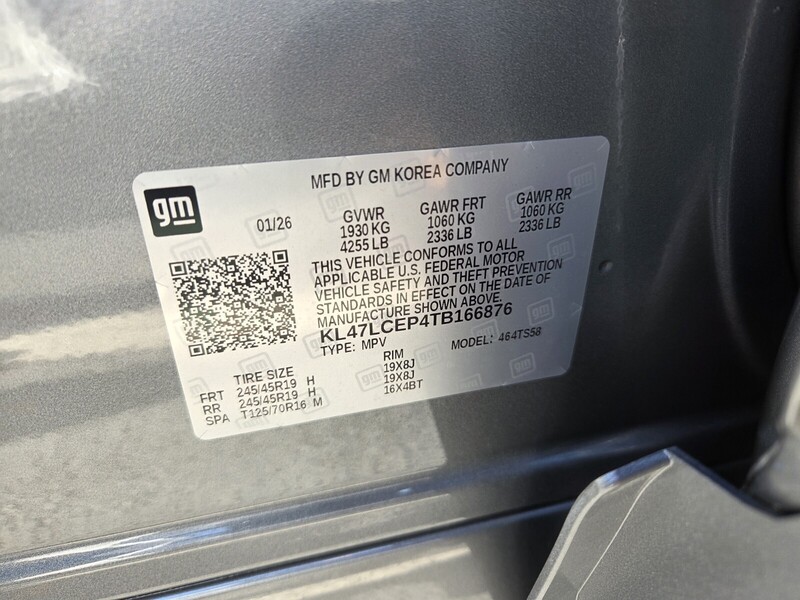 MFD BY GM KOREA COMPANY
gm
01/26
GVWR
1930 KG
4255 LB
GAWR FRT
1060 KG
2336 LB
GAWR RR
1060 KG
2336 LB
THIS VEHICLE CONFORMS TO ALL
APPLICABLE U.S. FEDERAL MOTOR
VEHICLE SAFETY AND THEFT PREVENTION
STANDARDS IN EFFECT ON THE DATE OF
MANUFACTURE SHOWN ABOVE.
KL47LCEP4TB166876
TYPE: MPV MODEL: 464TS58
TIRE SIZE RIM
FRT 245/45R19 H 19X8J
RR 245/45R19 H 19X8J
SPA T125/70R16 M 16X4BT